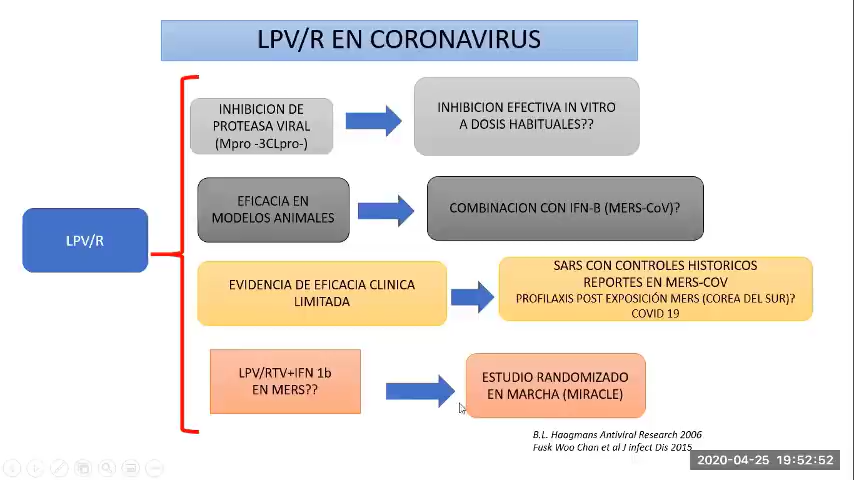 LPV/R EN CORONAVIRUS
INHIBICION DE
PROTEASA VIRAL
(Mpro -3CLpro-)
INHIBICION EFECTIVA IN VITRO
A DOSIS HABITUALES??
EFICACIA EN
MODELOS ANIMALES
COMBINACION CON IFN-B (MERS-CoV)?
LPV/R
EVIDENCIA DE EFICACIA CLINICA
LIMITADA
SARS CON CONTROLES HISTORICOS
REPORTES EN MERS-COV
PROFILAXIS POST EXPOSICIÓN MERS (COREA DEL SUR)?
COVID 19
LPV/RTV+IFN 1b
EN MERS??
ESTUDIO RANDOMIZADO
EN MARCHA (MIRACLE)
B.L. Haagmans Antiviral Research 2006
Fusk Woo Chan et al J infect Dis 2015
2020-04-25 19:52:52